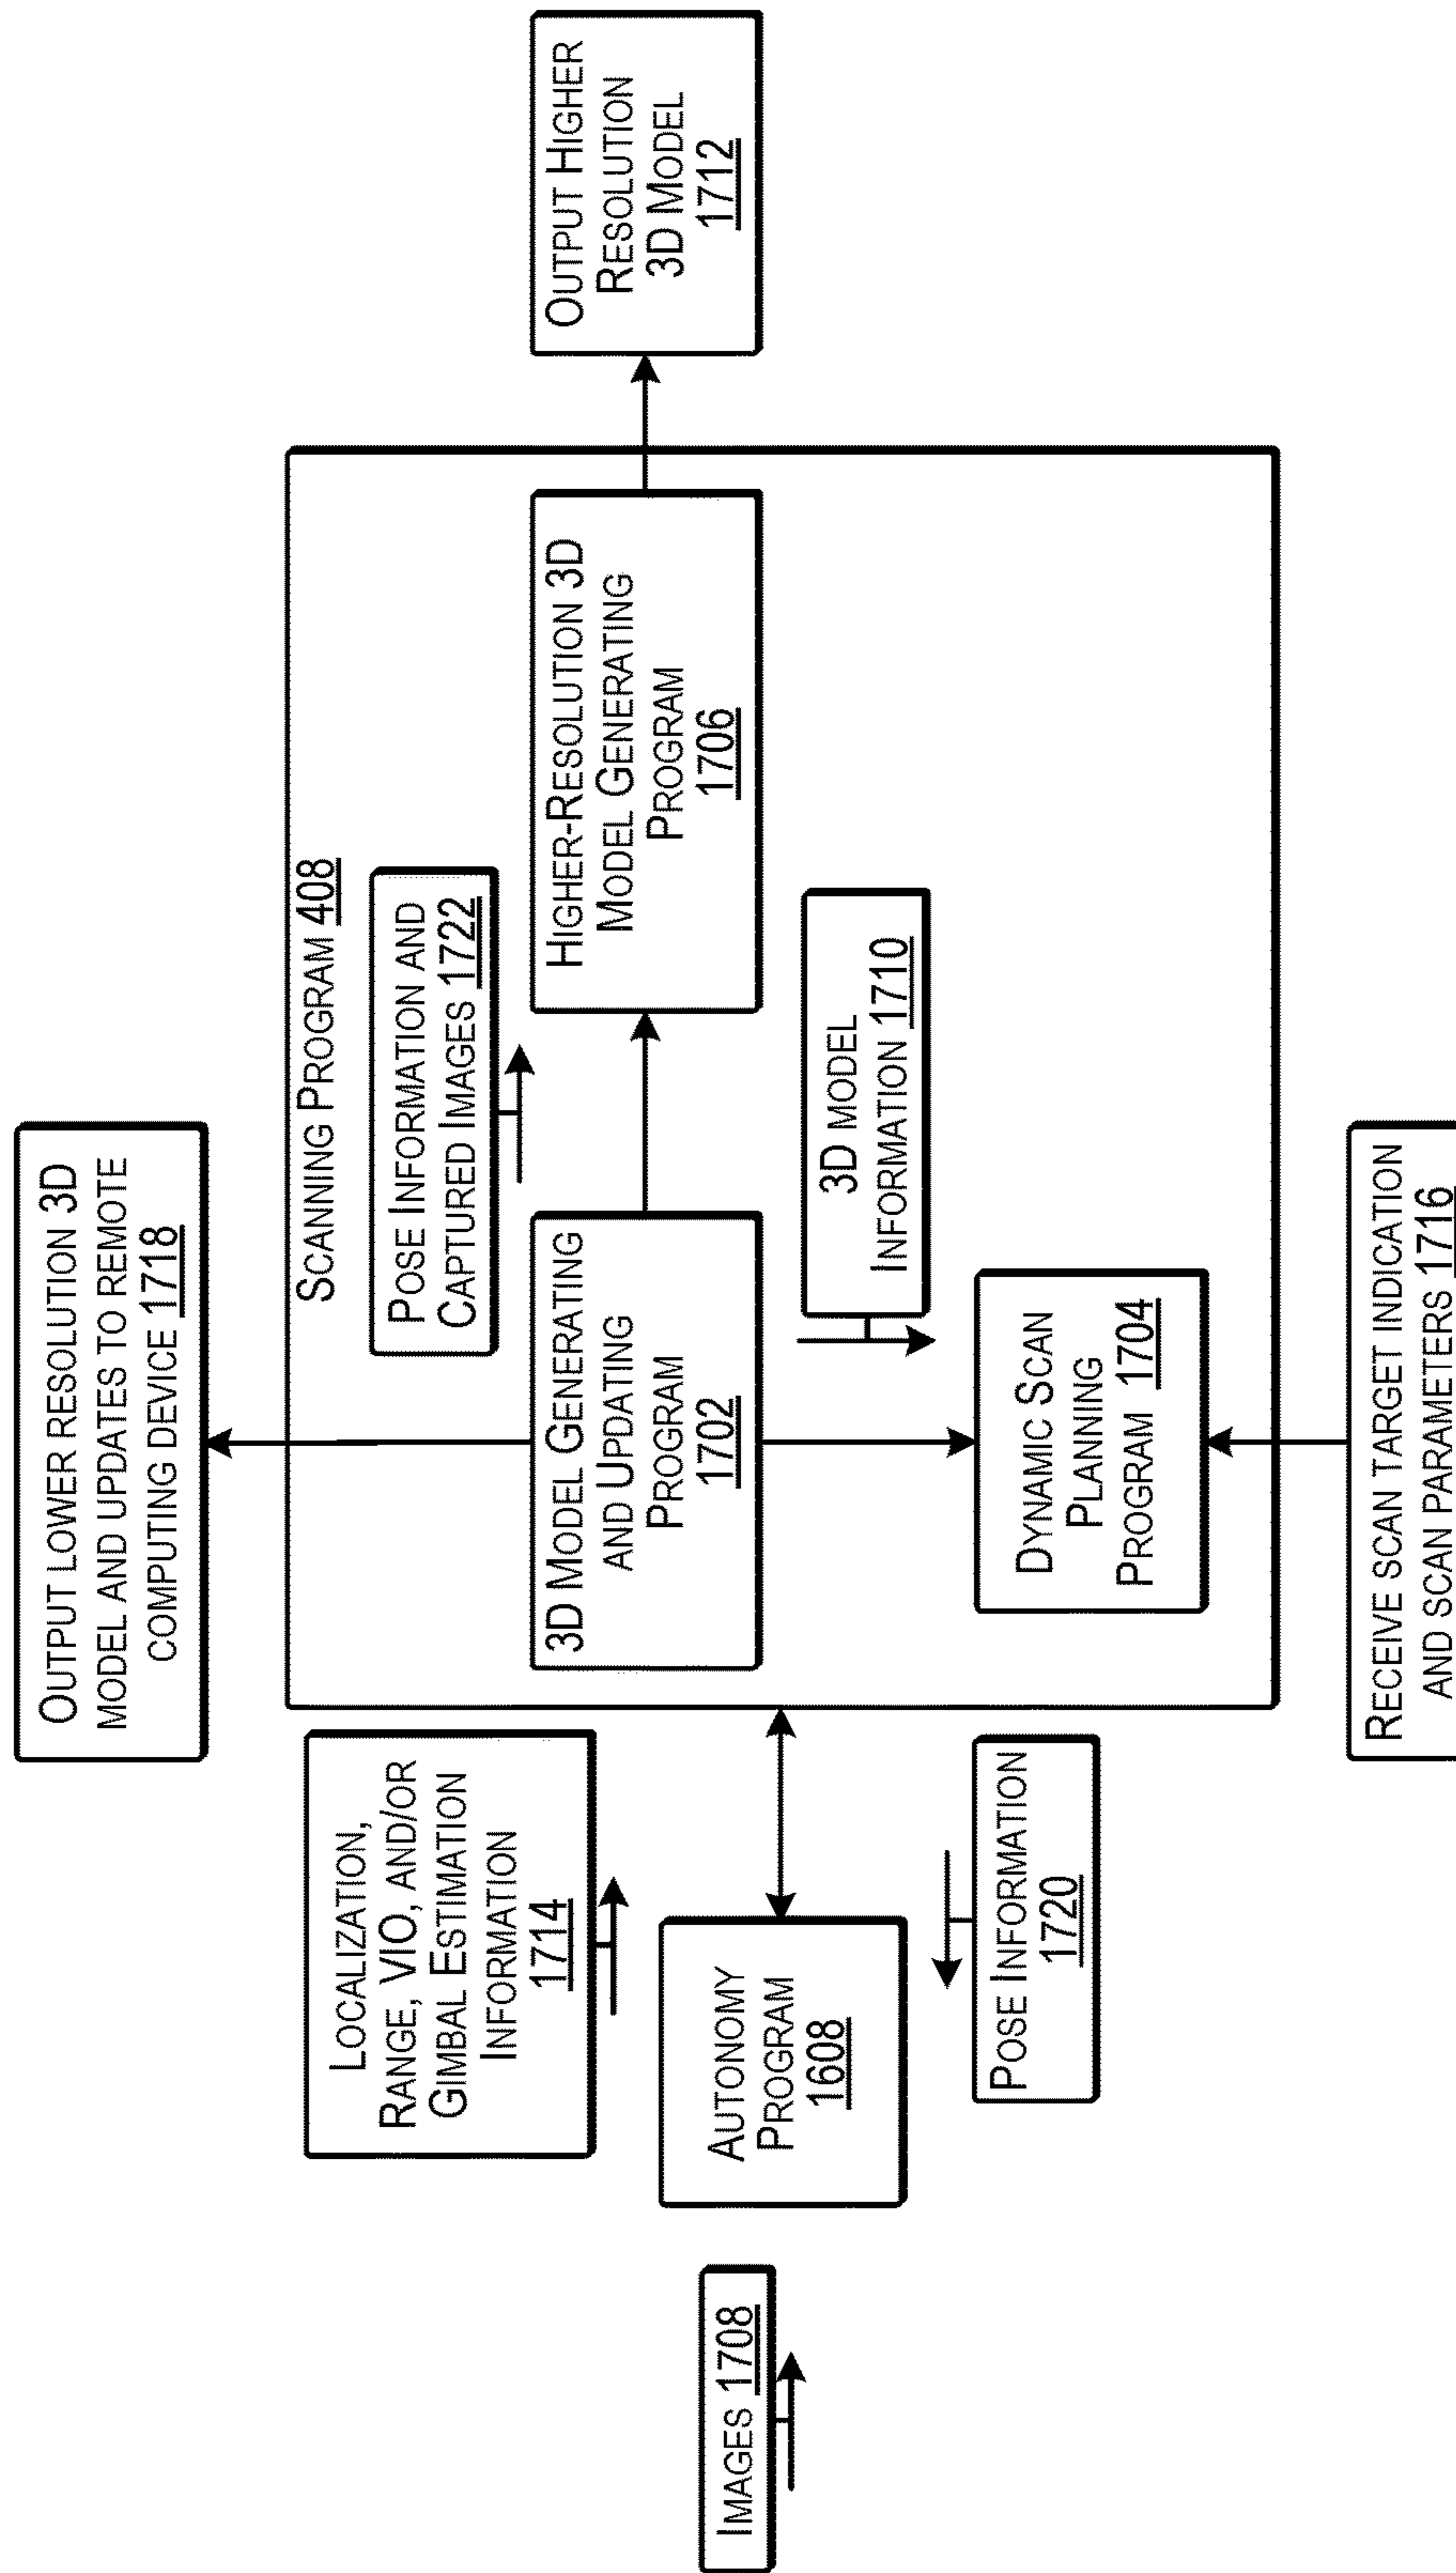 OUTPUT LOWER RESOLUTION 3D
MODEL AND UPDATES TO REMOTE
COMPUTING DEVICE 1718
SCANNING PROGRAM 408
LOCALIZATION,
RANGE, VIO, AND/OR
GIMBAL ESTIMATION
INFORMATION
1714
POSE INFORMATION AND
CAPTURED IMAGES 1722
IMAGES 1708
AUTONOMY
PROGRAM
1608
3D MODEL GENERATING
AND UPDATING
PROGRAM
1702
HIGHER-RESOLUTION 3D
MODEL GENERATING
PROGRAM
1706
OUTPUT HIGHER
RESOLUTION
3D MODEL
1712
POSE INFORMATION
1720
3D MODEL
INFORMATION 1710
DYNAMIC SCAN
PLANNING
PROGRAM 1704
RECEIVE SCAN TARGET INDICATION
AND SCAN PARAMETERS 1716